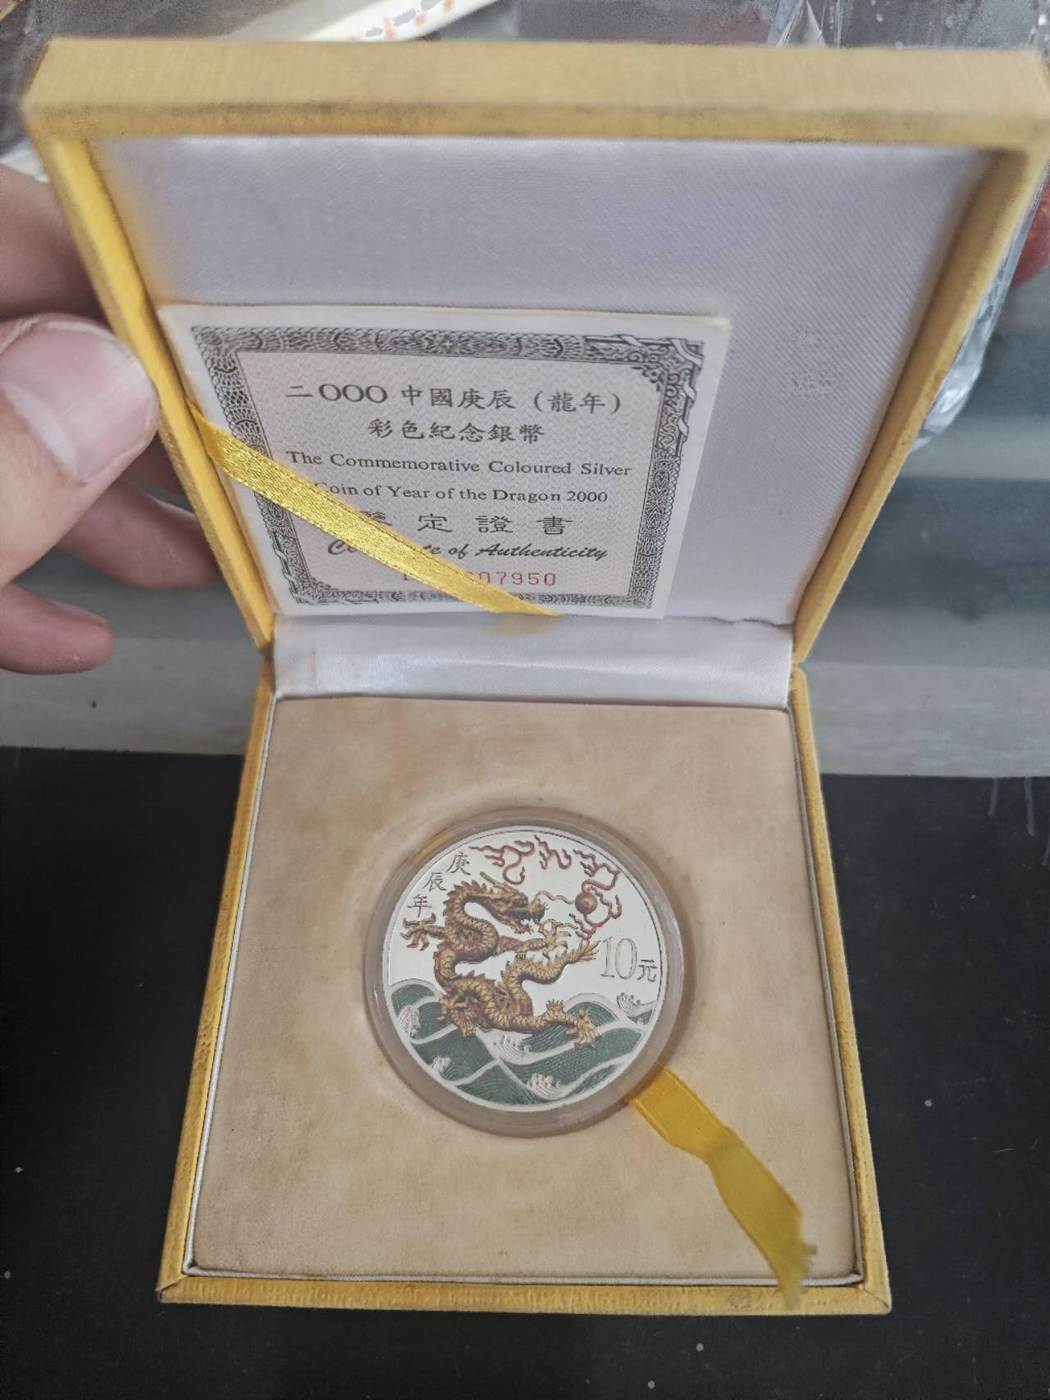 二OOO中國庚辰(龍年)
彩色紀念銀幣
The Commemorative Coloured Silver
Coin of Year of the Dragon 2000
定證書
of Authenticity
07950
庚辰年
10元